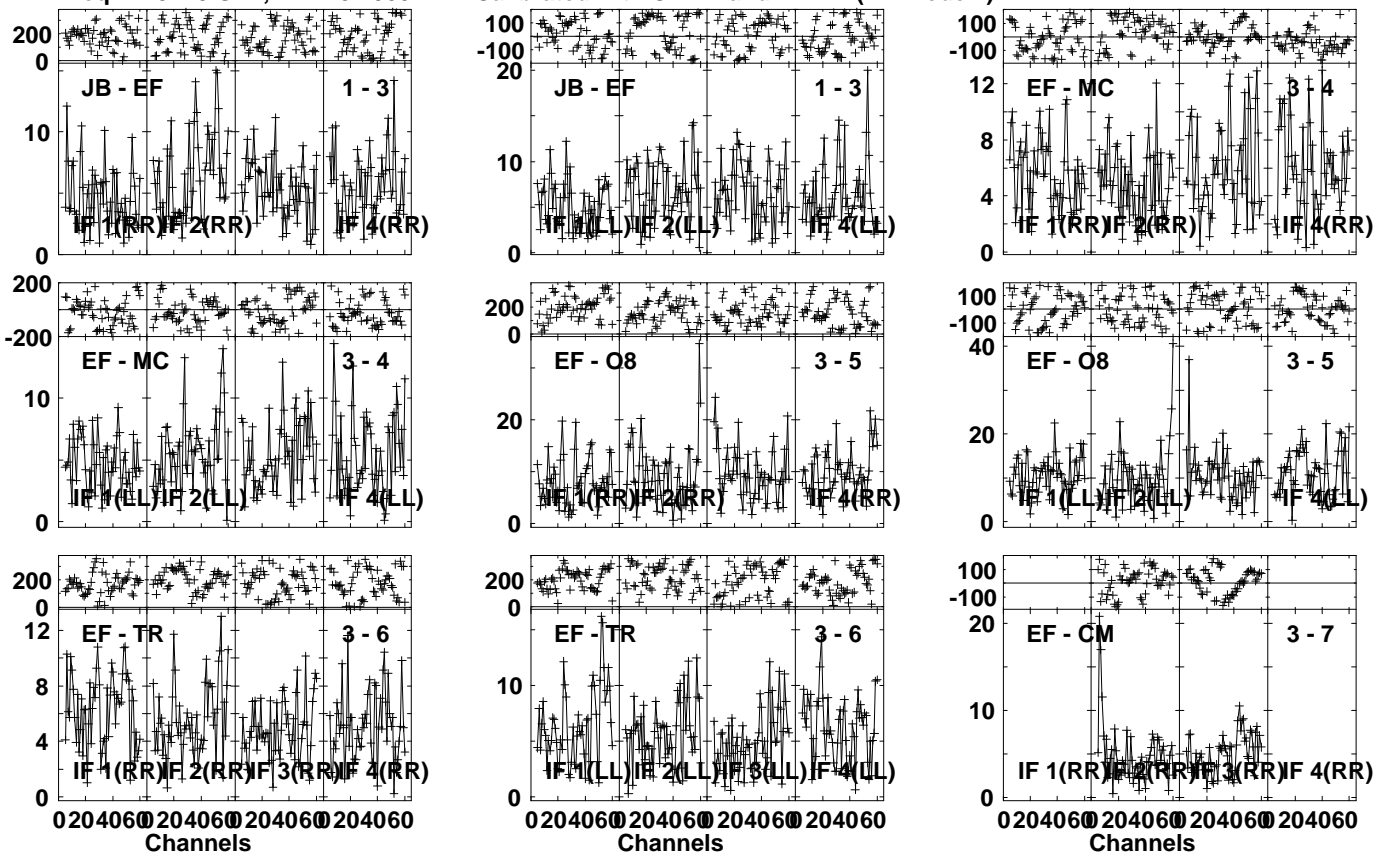 200
0
10
0
JB - EF
1 - 3
IF 1(RR)
IF 2(RR)
IF 4(RR)
100
-100
20
10
0
JB - EF
1 - 3
IF 1(LL)
IF 2(LL)
IF 4(LL)
100
-100
12
8
4
0
EF - MC
3 - 4
IF 1(RR)
IF 2(RR)
IF 4(RR)
200
0
-200
10
0
EF - MC
3 - 4
IF 1(LL)
IF 2(LL)
IF 4(LL)
200
0
20
0
EF - O8
3 - 5
IF 1(RR)
IF 2(RR)
IF 4(RR)
100
-100
40
20
0
EF - O8
3 - 5
IF 1(LL)
IF 2(LL)
IF 4(LL)
200
0
12
8
4
0
EF - TR
3 - 6
IF 1(RR)
IF 2(RR)
IF 3(RR)
IF 4(RR)
0 20 40 60 0 20 40 60 0 20 40 60 0 20 40 60
Channels
200
0
10
0
EF - TR
3 - 6
IF 1(LL)
IF 2(LL)
IF 3(LL)
IF 4(LL)
0 20 40 60 0 20 40 60 0 20 40 60 0 20 40 60
Channels
100
-100
20
10
0
EF - CM
3 - 7
IF 1(RR)
IF 2(RR)
IF 3(RR)
IF 4(RR)
0 20 40 60 0 20 40 60 0 20 40 60 0 20 40 60
Channels